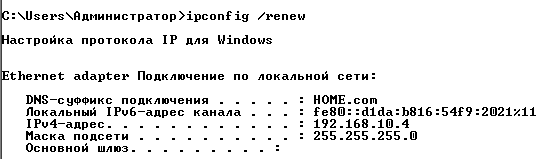 C:\Users\Администратор>ipconfig /renew
Настройка протокола IP для Windows
Ethernet adapter Подключение по локальной сети:
DNS-суффикс подключения . . . . . : HOME.com
Локальный IPv6-адрес канала . . . : fe80::d1da:b816:54f9:2021%11
IPv4-адрес. . . . . . . . . . . . : 192.168.10.4
Маска подсети . . . . . . . . . . : 255.255.255.0
Основной шлюз. . . . . . . . . :